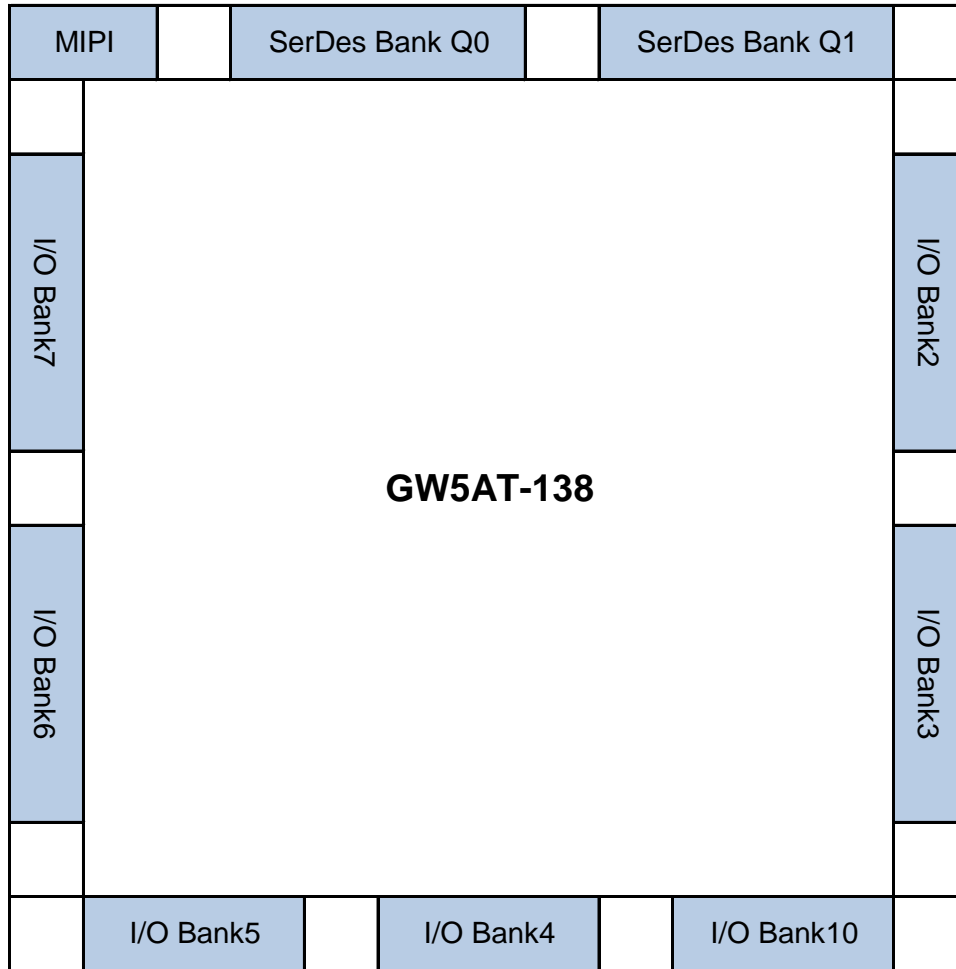 MIPI
SerDes Bank Q0
SerDes Bank Q1
I/O Bank7
I/O Bank2
GW5AT-138
I/O Bank6
I/O Bank3
I/O Bank5
I/O Bank4
I/O Bank10